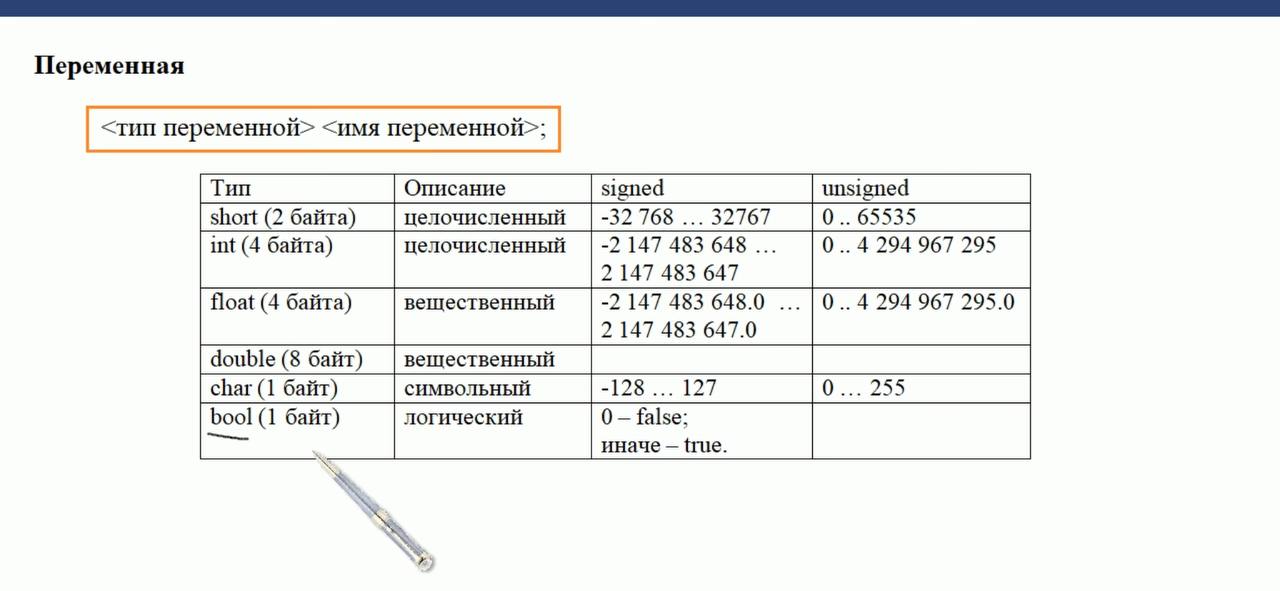 Переменная
<тип переменной> <имя переменной>;
Тип Описание signed unsigned
short (2 байта) целочисленный -32 768 … 32767 0 .. 65535
int (4 байта) целочисленный -2 147 483 648 … 0 .. 4 294 967 295
2 147 483 647
float (4 байта) вещественный -2 147 483 648.0 … 0 .. 4 294 967 295.0
2 147 483 647.0
double (8 байт) вещественный
char (1 байт) символьный -128 … 127 0 … 255
bool (1 байт) логический 0 – false;
иначе – true.